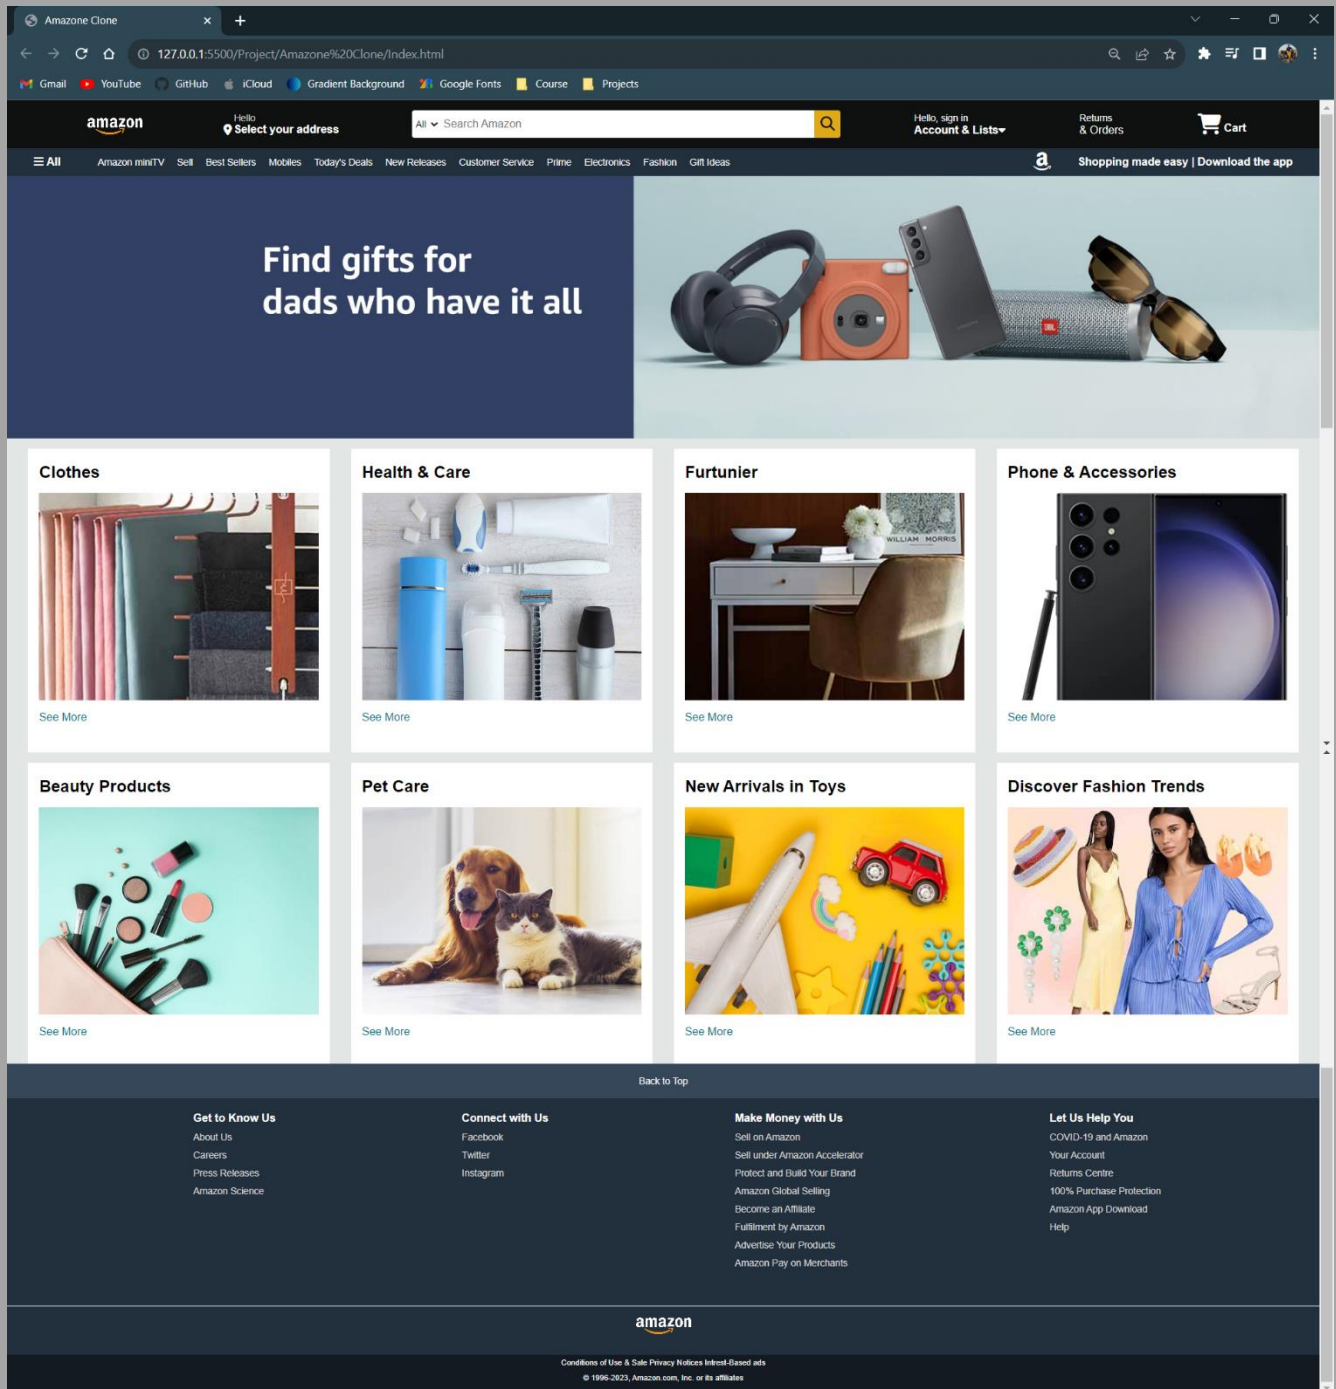 Amazone Clone
127.0.0.1:5500/Project/Amazone%20Clone/Index.html
Gmail YouTube GitHub iCloud Gradient Background Google Fonts Course Projects
amazon
Hello
Select your address
All Search Amazon
Hello, sign in
Account & Lists
Returns
& Orders
Cart
All Amazon miniTV Sell Best Sellers Mobiles Today's Deals New Releases Customer Service Prime Electronics Fashion Gift Ideas
a Shopping made easy | Download the app
Find gifts for
dads who have it all
JBL
Clothes
Health & Care
Furtunier
Phone & Accessories
WILLIAM MORRIS
See More
See More
See More
See More
Beauty Products
Pet Care
New Arrivals in Toys
Discover Fashion Trends
See More
See More
See More
See More
Back to Top
Get to Know Us
About Us
Careers
Press Releases
Amazon Science
Connect with Us
Facebook
Twitter
Instagram
Make Money with Us
Sell on Amazon
Sell under Amazon Accelerator
Protect and Build Your Brand
Amazon Global Selling
Become an Affiliate
Fulfilment by Amazon
Advertise Your Products
Amazon Pay on Merchants
Let Us Help You
COVID-19 and Amazon
Your Account
Returns Centre
100% Purchase Protection
Amazon App Download
Help
amazon
Conditions of Use & Sale Privacy Notices Intrest-Based ads
© 1996-2023, Amazon.com, Inc. or its affiliates